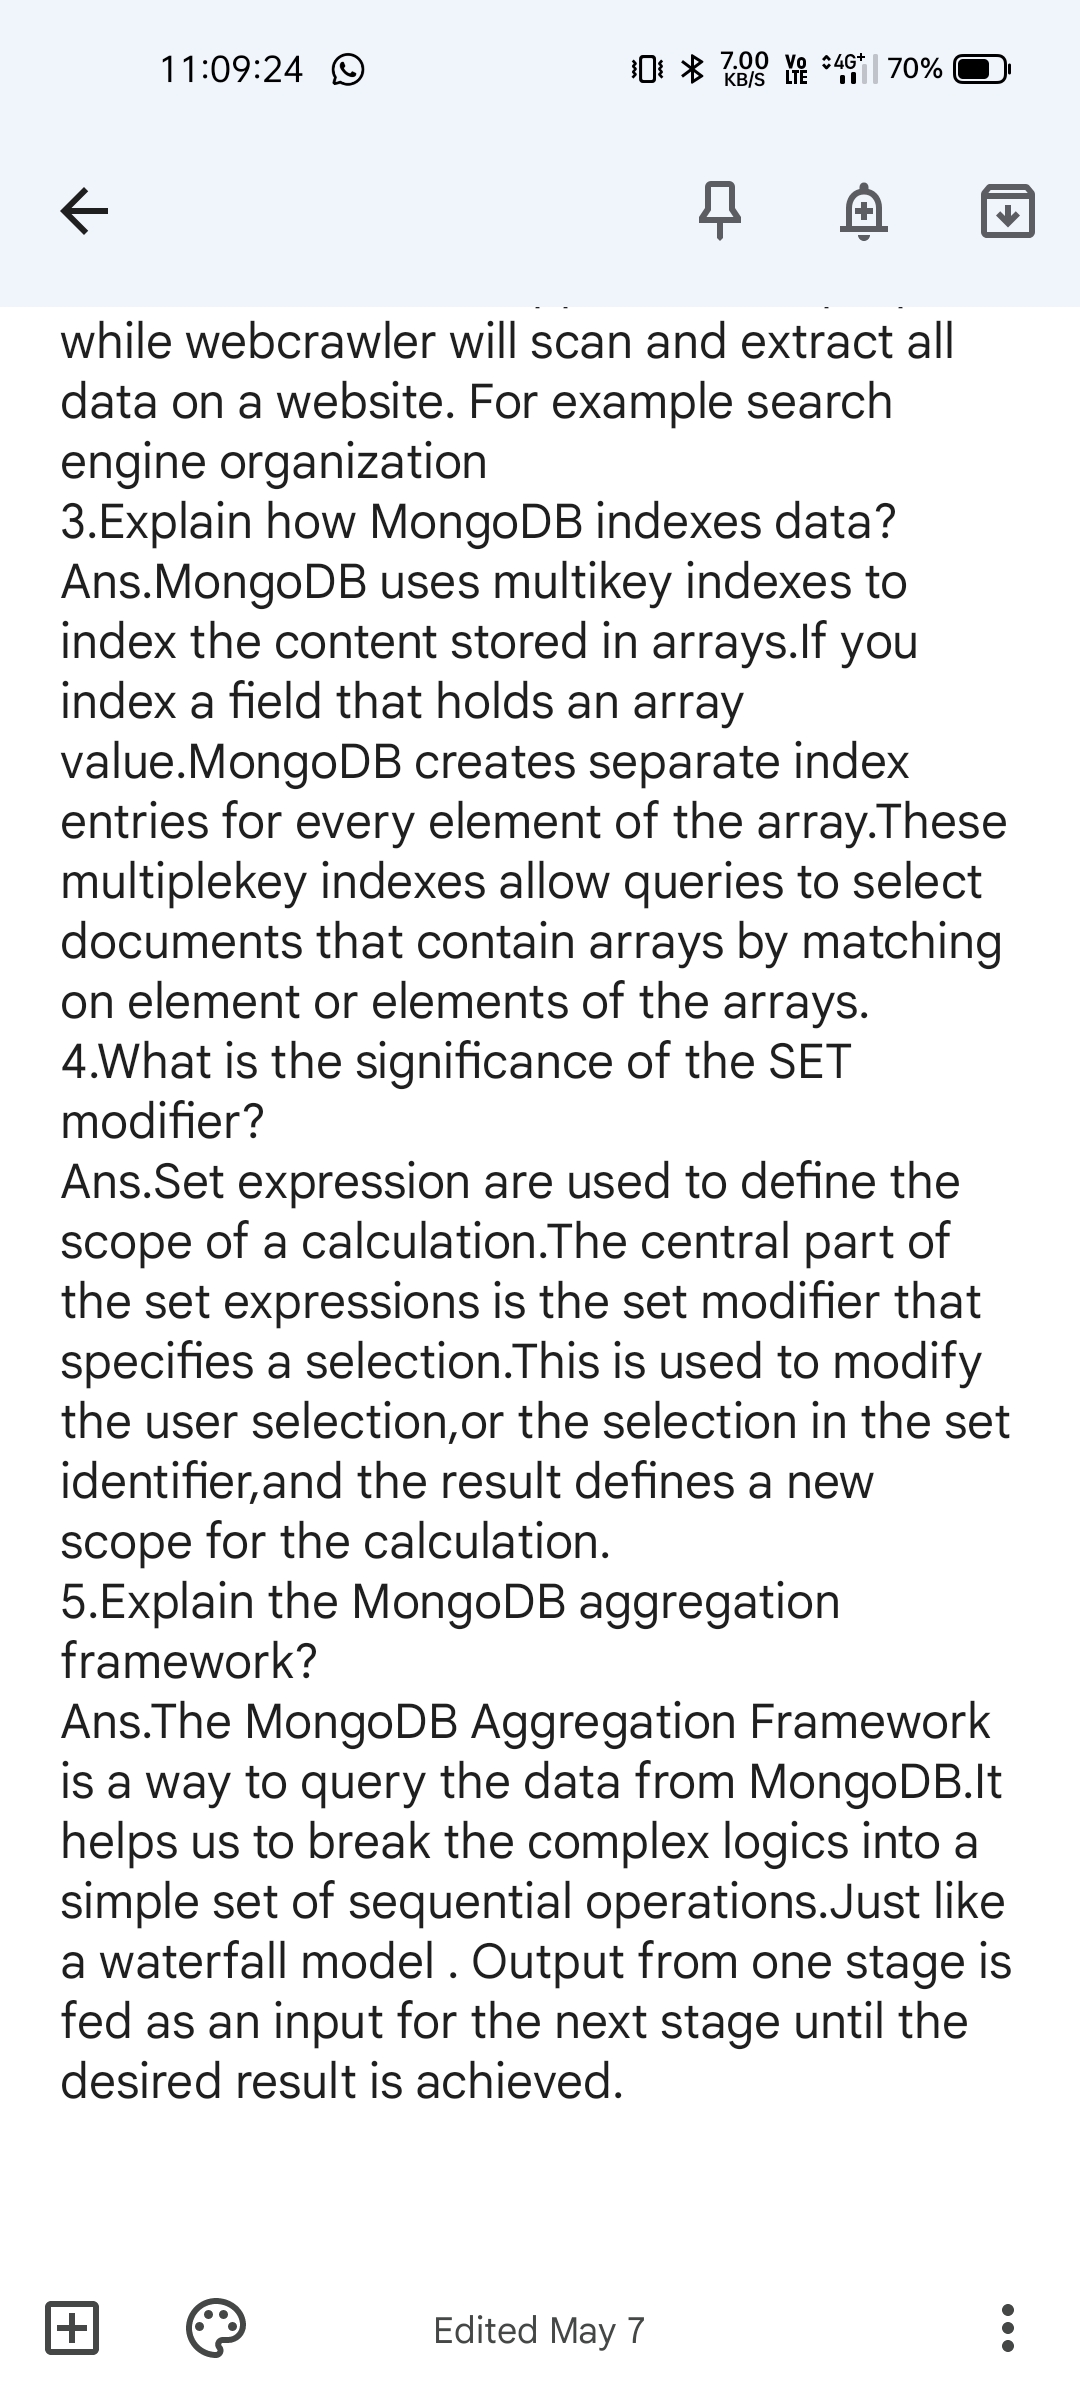 11:09:24
7.00 KB/S Vo LTE 4G+ 70%
while webcrawler will scan and extract all
data on a website. For example search
engine organization
3.Explain how MongoDB indexes data?
Ans.MongoDB uses multikey indexes to
index the content stored in arrays.If you
index a field that holds an array
value.MongoDB creates separate index
entries for every element of the array.These
multiplekey indexes allow queries to select
documents that contain arrays by matching
on element or elements of the arrays.
4.What is the significance of the SET
modifier?
Ans.Set expression are used to define the
scope of a calculation.The central part of
the set expressions is the set modifier that
specifies a selection.This is used to modify
the user selection,or the selection in the set
identifier,and the result defines a new
scope for the calculation.
5.Explain the MongoDB aggregation
framework?
Ans.The MongoDB Aggregation Framework
is a way to query the data from MongoDB.It
helps us to break the complex logics into a
simple set of sequential operations.Just like
a waterfall model . Output from one stage is
fed as an input for the next stage until the
desired result is achieved.
Edited May 7